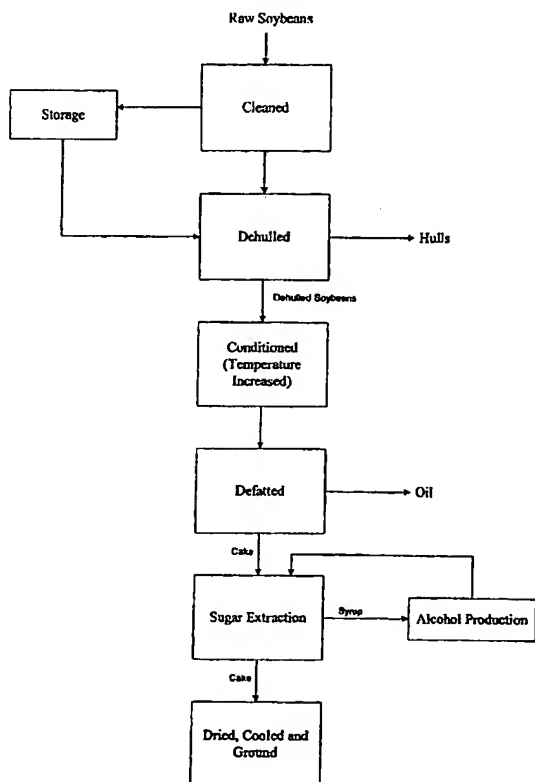 Raw Soybeans
Cleaned
Storage
Dehulled
Hulls
Dehulled Soybeans
Conditioned
(Temperature
Increased)
Defatted
Oil
Cake
Sugar Extraction
Syrup
Alcohol Production
Cake
Dried, Cooled and
Ground